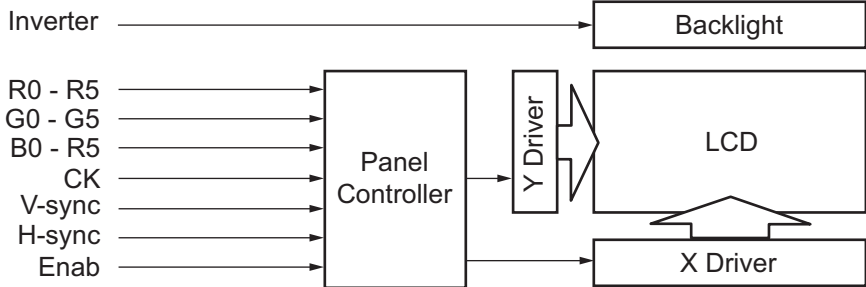 Inverter
Backlight
R0 - R5
G0 - G5
B0 - R5
CK
V-sync
H-sync
Enab
Panel
Controller
Y Driver
LCD
X Driver